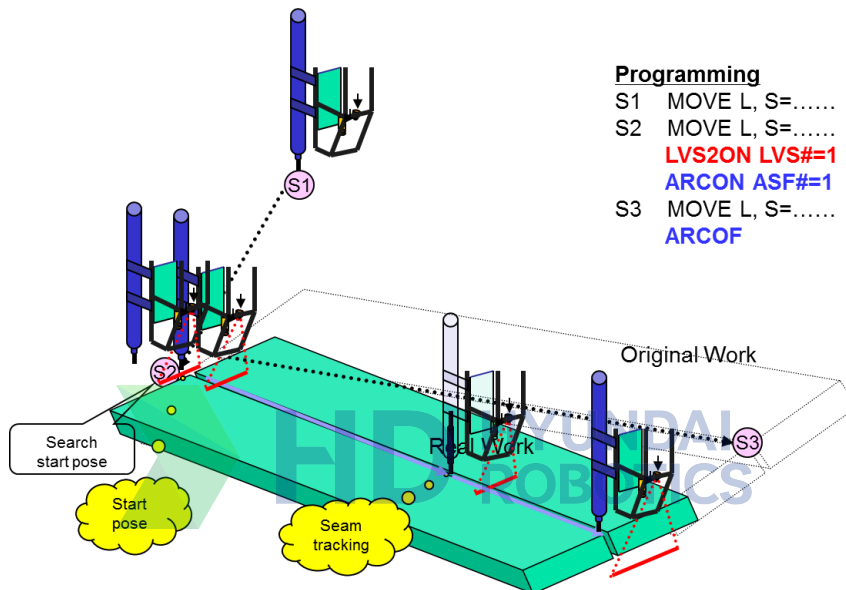 Programming
S1 MOVE L, S=……
S2 MOVE L, S=……
LVS2ON LVS#=1
ARCON ASF#=1
S3 MOVE L, S=……
ARCOF
S1
Original Work
S2
S3
Search
start pose
Real Work
HD HYUNDAI
ROBOTICS
Start
pose
Seam
tracking